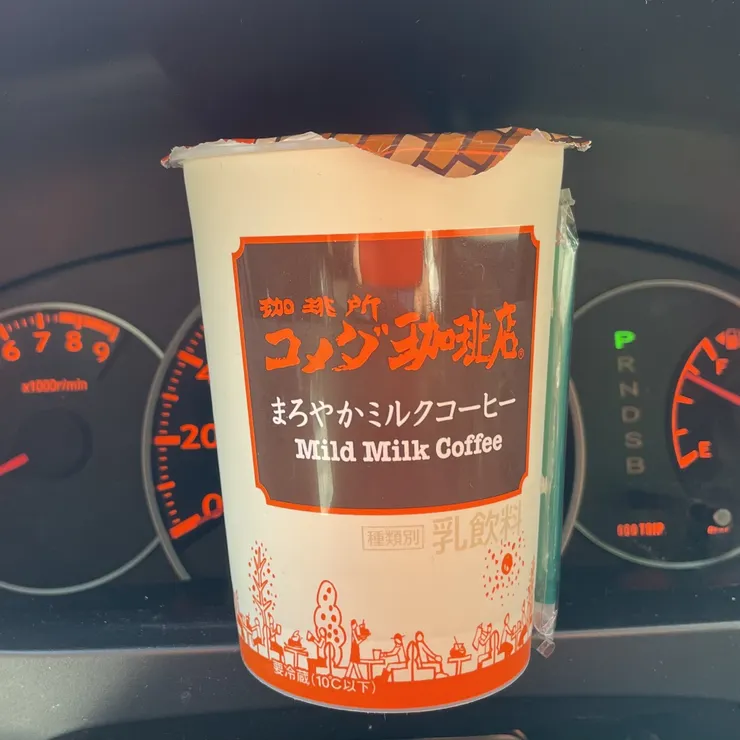 珈琲所
コメダ珈琲店®
まろやかミルクコーヒー
Mild Milk Coffee
種類別 乳飲料
要冷蔵(10℃以下)
6 7 8 9
x1000r/min
20
0
P
R
N
D
S
B
F
E
TRIP